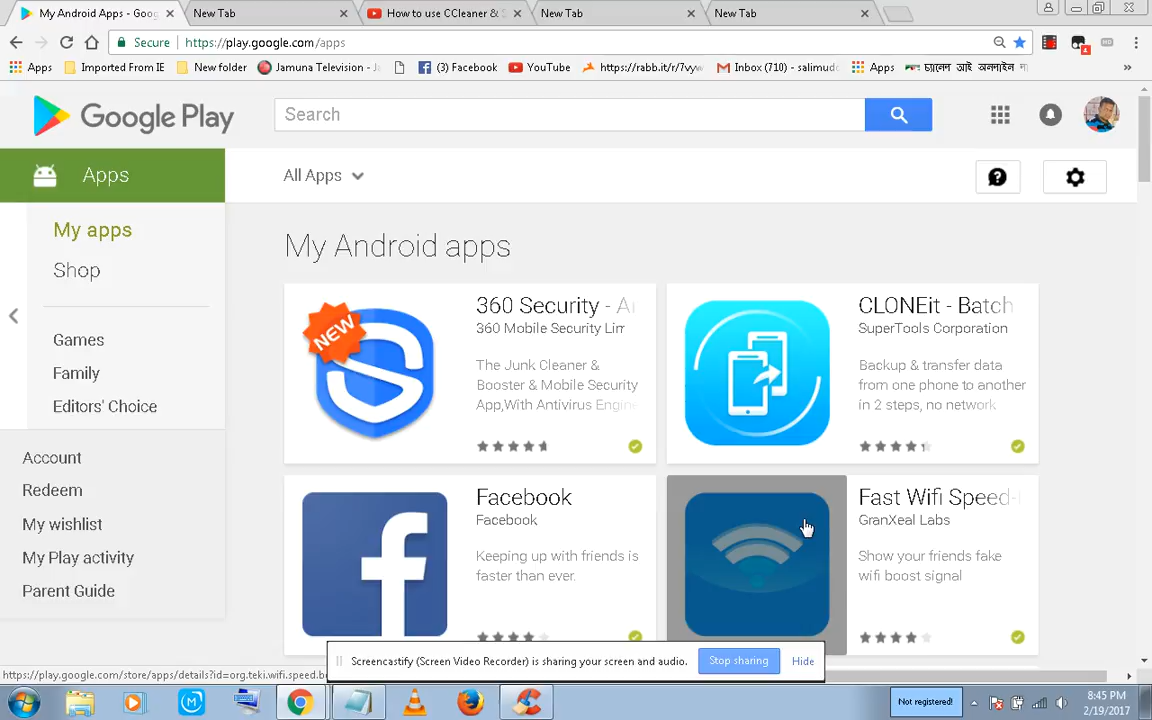 My Android Apps - Goog
New Tab
How to use CCleaner & S
New Tab
New Tab
Secure
https://play.google.com/apps
Apps
Imported From IE
New folder
Jamuna Television - J
(3) Facebook
YouTube
https://rabb.it/r/7vyw
Inbox (710) - salimud
Apps
চ্যানেল আই অনলাইন
Google Play
Search
Apps
All Apps
My apps
Shop
Games
Family
Editors' Choice
Account
Redeem
My wishlist
My Play activity
Parent Guide
My Android apps
NEW
360 Security - A
360 Mobile Security Lim
The Junk Cleaner &
Booster & Mobile Security
App,With Antivirus Engine
CLONEit - Batch
SuperTools Corporation
Backup & transfer data
from one phone to another
in 2 steps, no network
Facebook
Facebook
Keeping up with friends is
faster than ever.
Fast Wifi Speed-
GranXeal Labs
Show your friends fake
wifi boost signal
Screencastify (Screen Video Recorder) is sharing your screen and audio.
Stop sharing
Hide
https://play.google.com/store/apps/details?id=org.teki.wifi.speed.b
Not registered!
8:45 PM
2/19/2017